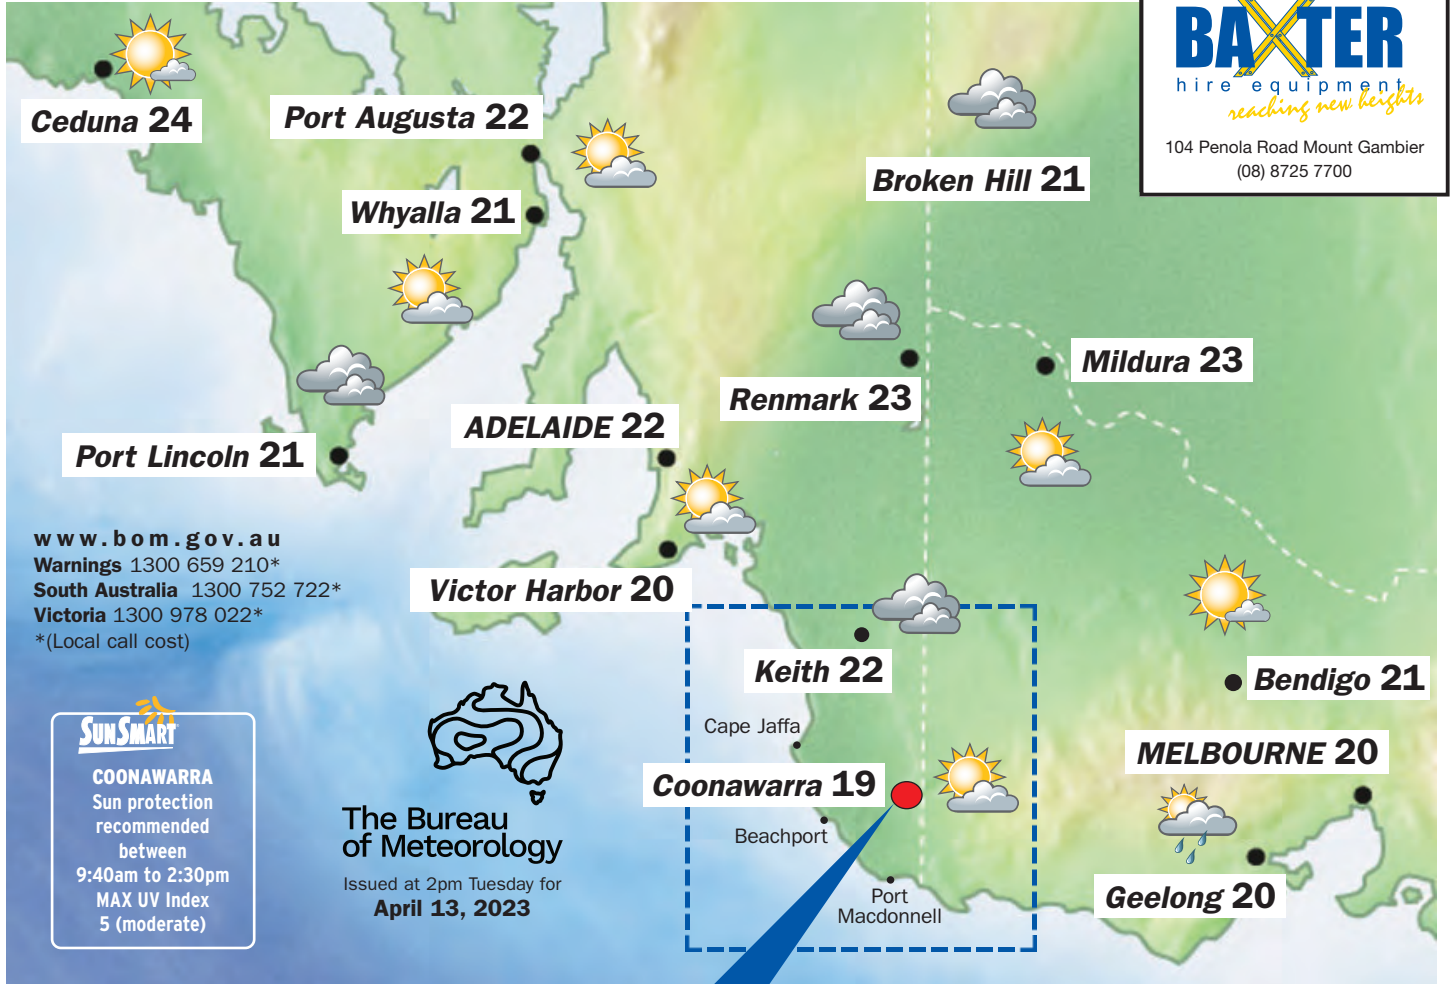 BAXTER
hire equipment
reaching new heights
104 Penola Road Mount Gambier
(08) 8725 7700
Ceduna 24
Port Augusta 22
Whyalla 21
Broken Hill 21
Renmark 23
Mildura 23
ADELAIDE 22
Port Lincoln 21
www.bom.gov.au
Warnings 1300 659 210*
South Australia 1300 752 722*
Victoria 1300 978 022*
*(Local call cost)
Victor Harbor 20
Keith 22
Bendigo 21
Cape Jaffa
MELBOURNE 20
Coonawarra 19
Beachport
Geelong 20
Port
Macdonnell
SUNSMART
COONAWARRA
Sun protection
recommended
between
9:40am to 2:30pm
MAX UV Index
5 (moderate)
The Bureau
of Meteorology
Issued at 2pm Tuesday for
April 13, 2023